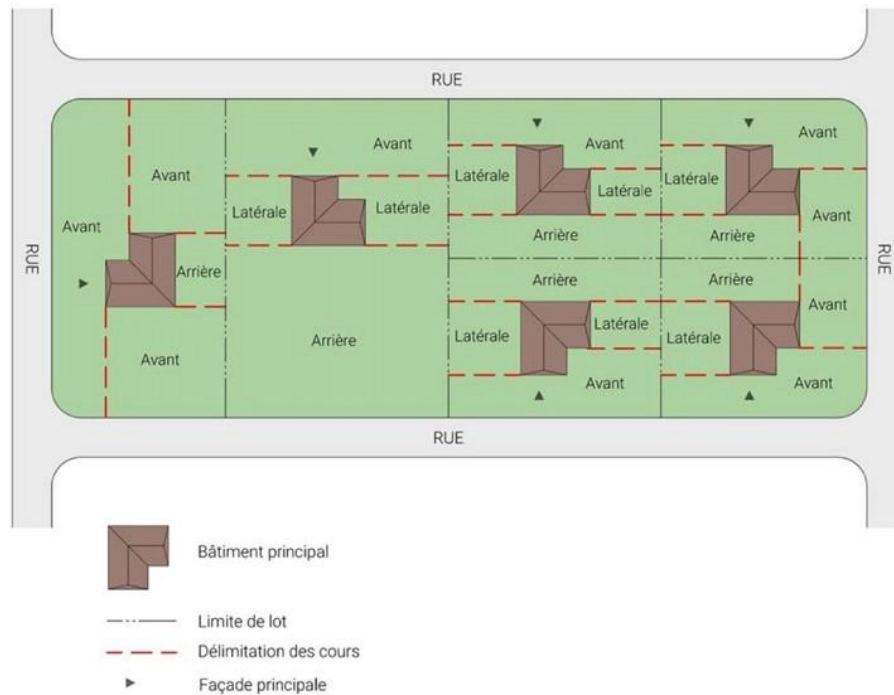 RUE
Avant
Avant
Avant
Avant
Avant
Latérale
Latérale
Latérale
Latérale
Latérale
Avant
RUE
Arrière
Arrière
Arrière
RUE
Arrière
Arrière
Avant
Avant
Arrière
Latérale
Latérale
Latérale
Avant
Avant
Avant
RUE
Bâtiment principal
Limite de lot
Délimitation des cours
Façade principale